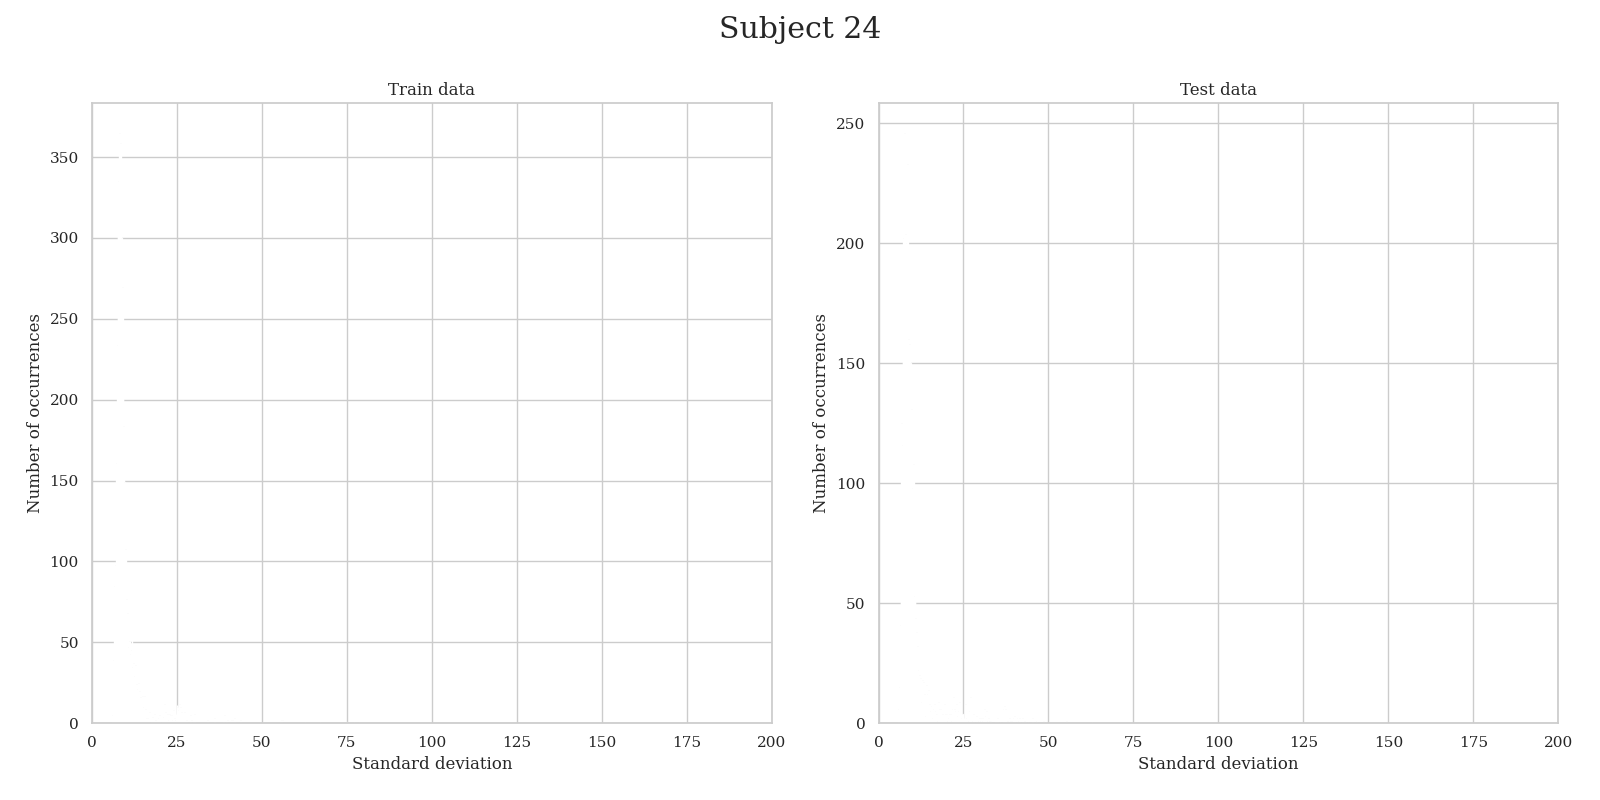 Subject 24
Train data
350
300
250
200
150
100
50
0
0 25 50 75 100 125 150 175 200
Number of occurrences
Standard deviation
Test data
250
200
150
100
50
0
0 25 50 75 100 125 150 175 200
Number of occurrences
Standard deviation